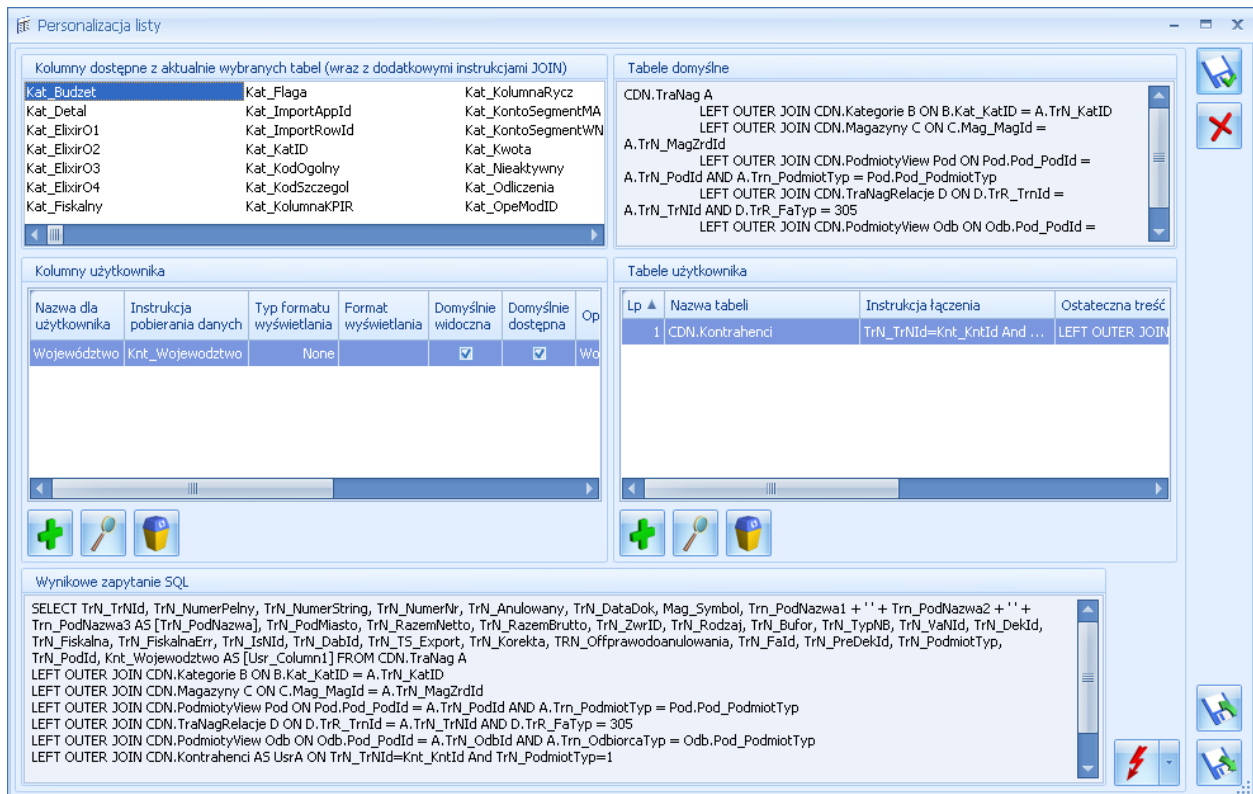 Personalizacja listy
Kolumny dostępne z aktualnie wybranych tabel (wraz z dodatkowymi instrukcjami JOIN)
Kat_Budzet Kat_Flaga Kat_KolumnaRycz
Kat_Detal Kat_ImportAppId Kat_KontoSegmentMA
Kat_ElixirO1 Kat_ImportRowId Kat_KontoSegmentWN
Kat_ElixirO2 Kat_KatID Kat_Kwota
Kat_ElixirO3 Kat_KodOgolny Kat_Nieaktywny
Kat_ElixirO4 Kat_KodSzczegol Kat_Odliczenia
Kat_Fiskalny Kat_KolumnaKPIR Kat_OpeModID
Tabele domyślne
CDN.TraNag A
LEFT OUTER JOIN CDN.Kategorie B ON B.Kat_KatID = A.TrN_KatID
LEFT OUTER JOIN CDN.Magazyny C ON C.Mag_MagId =
A.TrN_MagZrdId
LEFT OUTER JOIN CDN.PodmiotyView Pod ON Pod.Pod_PodId =
A.TrN_PodId AND A.Trn_PodmiotTyp = Pod.Pod_PodmiotTyp
LEFT OUTER JOIN CDN.TraNagRelacje D ON D.TrR_TrnId =
A.TrN_TrNId AND D.TrR_FaTyp = 305
LEFT OUTER JOIN CDN.PodmiotyView Odb ON Odb.Pod_PodId =
Kolumny użytkownika
Nazwa dla użytkownika Instrukcja pobierania danych Typ formatu wyświetlania Format wyświetlania Domyślnie widoczna Domyślnie dostępna Op
Województwo Knt_Wojewodztwo None Wo
Tabele użytkownika
Lp Nazwa tabeli Instrukcja łączenia Ostateczna treść
1 CDN.Kontrahenci TrN_TrNId=Knt_KntId And ... LEFT OUTER JOIN
Wynikowe zapytanie SQL
SELECT TrN_TrNId, TrN_NumerPelny, TrN_NumerString, TrN_NumerNr, TrN_Anulowany, TrN_DataDok, Mag_Symbol, Trn_PodNazwa1 + ' ' + Trn_PodNazwa2 + ' ' +
Trn_PodNazwa3 AS [TrN_PodNazwa], TrN_PodMiasto, TrN_RazemNetto, TrN_RazemBrutto, TrN_ZwrID, TrN_Rodzaj, TrN_Bufor, TrN_TypNB, TrN_VaNId, TrN_DekId,
TrN_Fiskalna, TrN_FiskalnaErr, TrN_IsNId, TrN_DabId, TrN_TS_Export, TrN_Korekta, TRN_Offprawodoanulowania, TrN_FaId, TrN_PreDekId, TrN_PodmiotTyp,
TrN_PodId, Knt_Wojewodztwo AS [Usr_Column1] FROM CDN.TraNag A
LEFT OUTER JOIN CDN.Kategorie B ON B.Kat_KatID = A.TrN_KatID
LEFT OUTER JOIN CDN.Magazyny C ON C.Mag_MagId = A.TrN_MagZrdId
LEFT OUTER JOIN CDN.PodmiotyView Pod ON Pod.Pod_PodId = A.TrN_PodId AND A.Trn_PodmiotTyp = Pod.Pod_PodmiotTyp
LEFT OUTER JOIN CDN.TraNagRelacje D ON D.TrR_TrnId = A.TrN_TrNId AND D.TrR_FaTyp = 305
LEFT OUTER JOIN CDN.PodmiotyView Odb ON Odb.Pod_PodId = A.TrN_OdbId AND A.Trn_OdbiorcaTyp = Odb.Pod_PodmiotTyp
LEFT OUTER JOIN CDN.Kontrahenci AS UsrA ON TrN_TrNId=Knt_KntId And TrN_PodmiotTyp=1